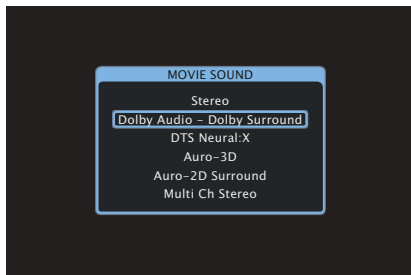 MOVIE SOUND
Stereo
Dolby Audio – Dolby Surround
DTS Neural:X
Auro-3D
Auro-2D Surround
Multi Ch Stereo